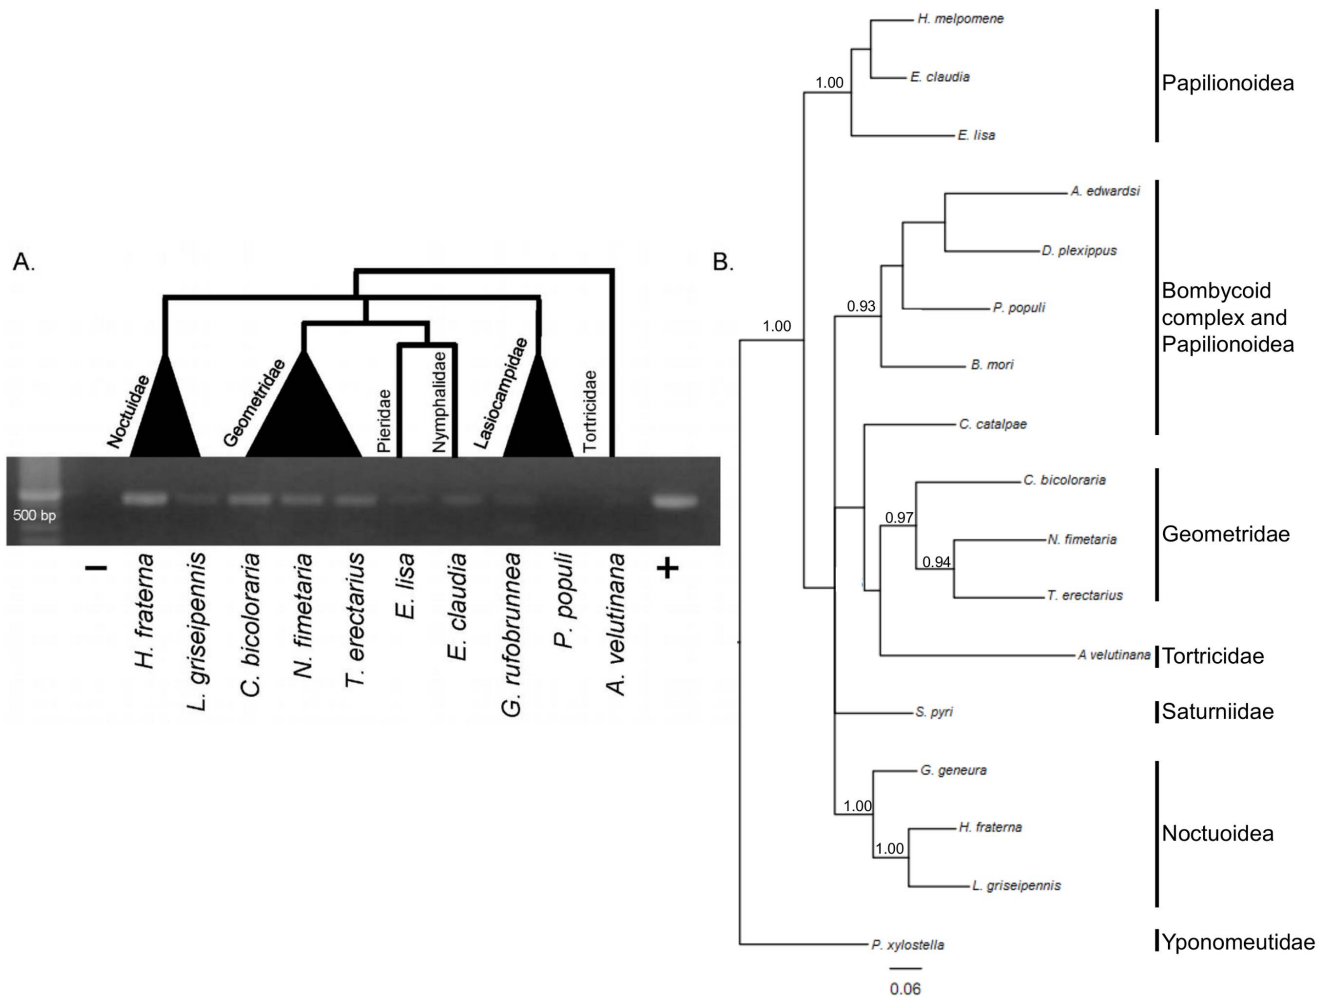 A.
Noctuidae
Geometridae
Pieridae
Nymphalidae
Lasiocampidae
Tortricidae
500 bp
−
H. fraterna
L. griseipennis
C. bicoloraria
N. fimetaria
T. erectarius
E. lisa
E. claudia
G. rufobrunnea
P. populi
A. velutinana
+
B.
H. melpomene
1.00
E. claudia
Papilionoidea
E. lisa
A. edwardsi
D. plexippus
Bombycoid
complex and
Papilionoidea
0.93
P. populi
1.00
B. mori
C. catalpae
C. bicoloraria
0.97
N. fimetaria
Geometridae
0.94
T. erectarius
A velutinana
Tortricidae
S. pyri
Saturniidae
G. geneura
1.00
H. fraterna
Noctuoidea
1.00
L. griseipennis
P. xylostella
Yponomeutidae
0.06